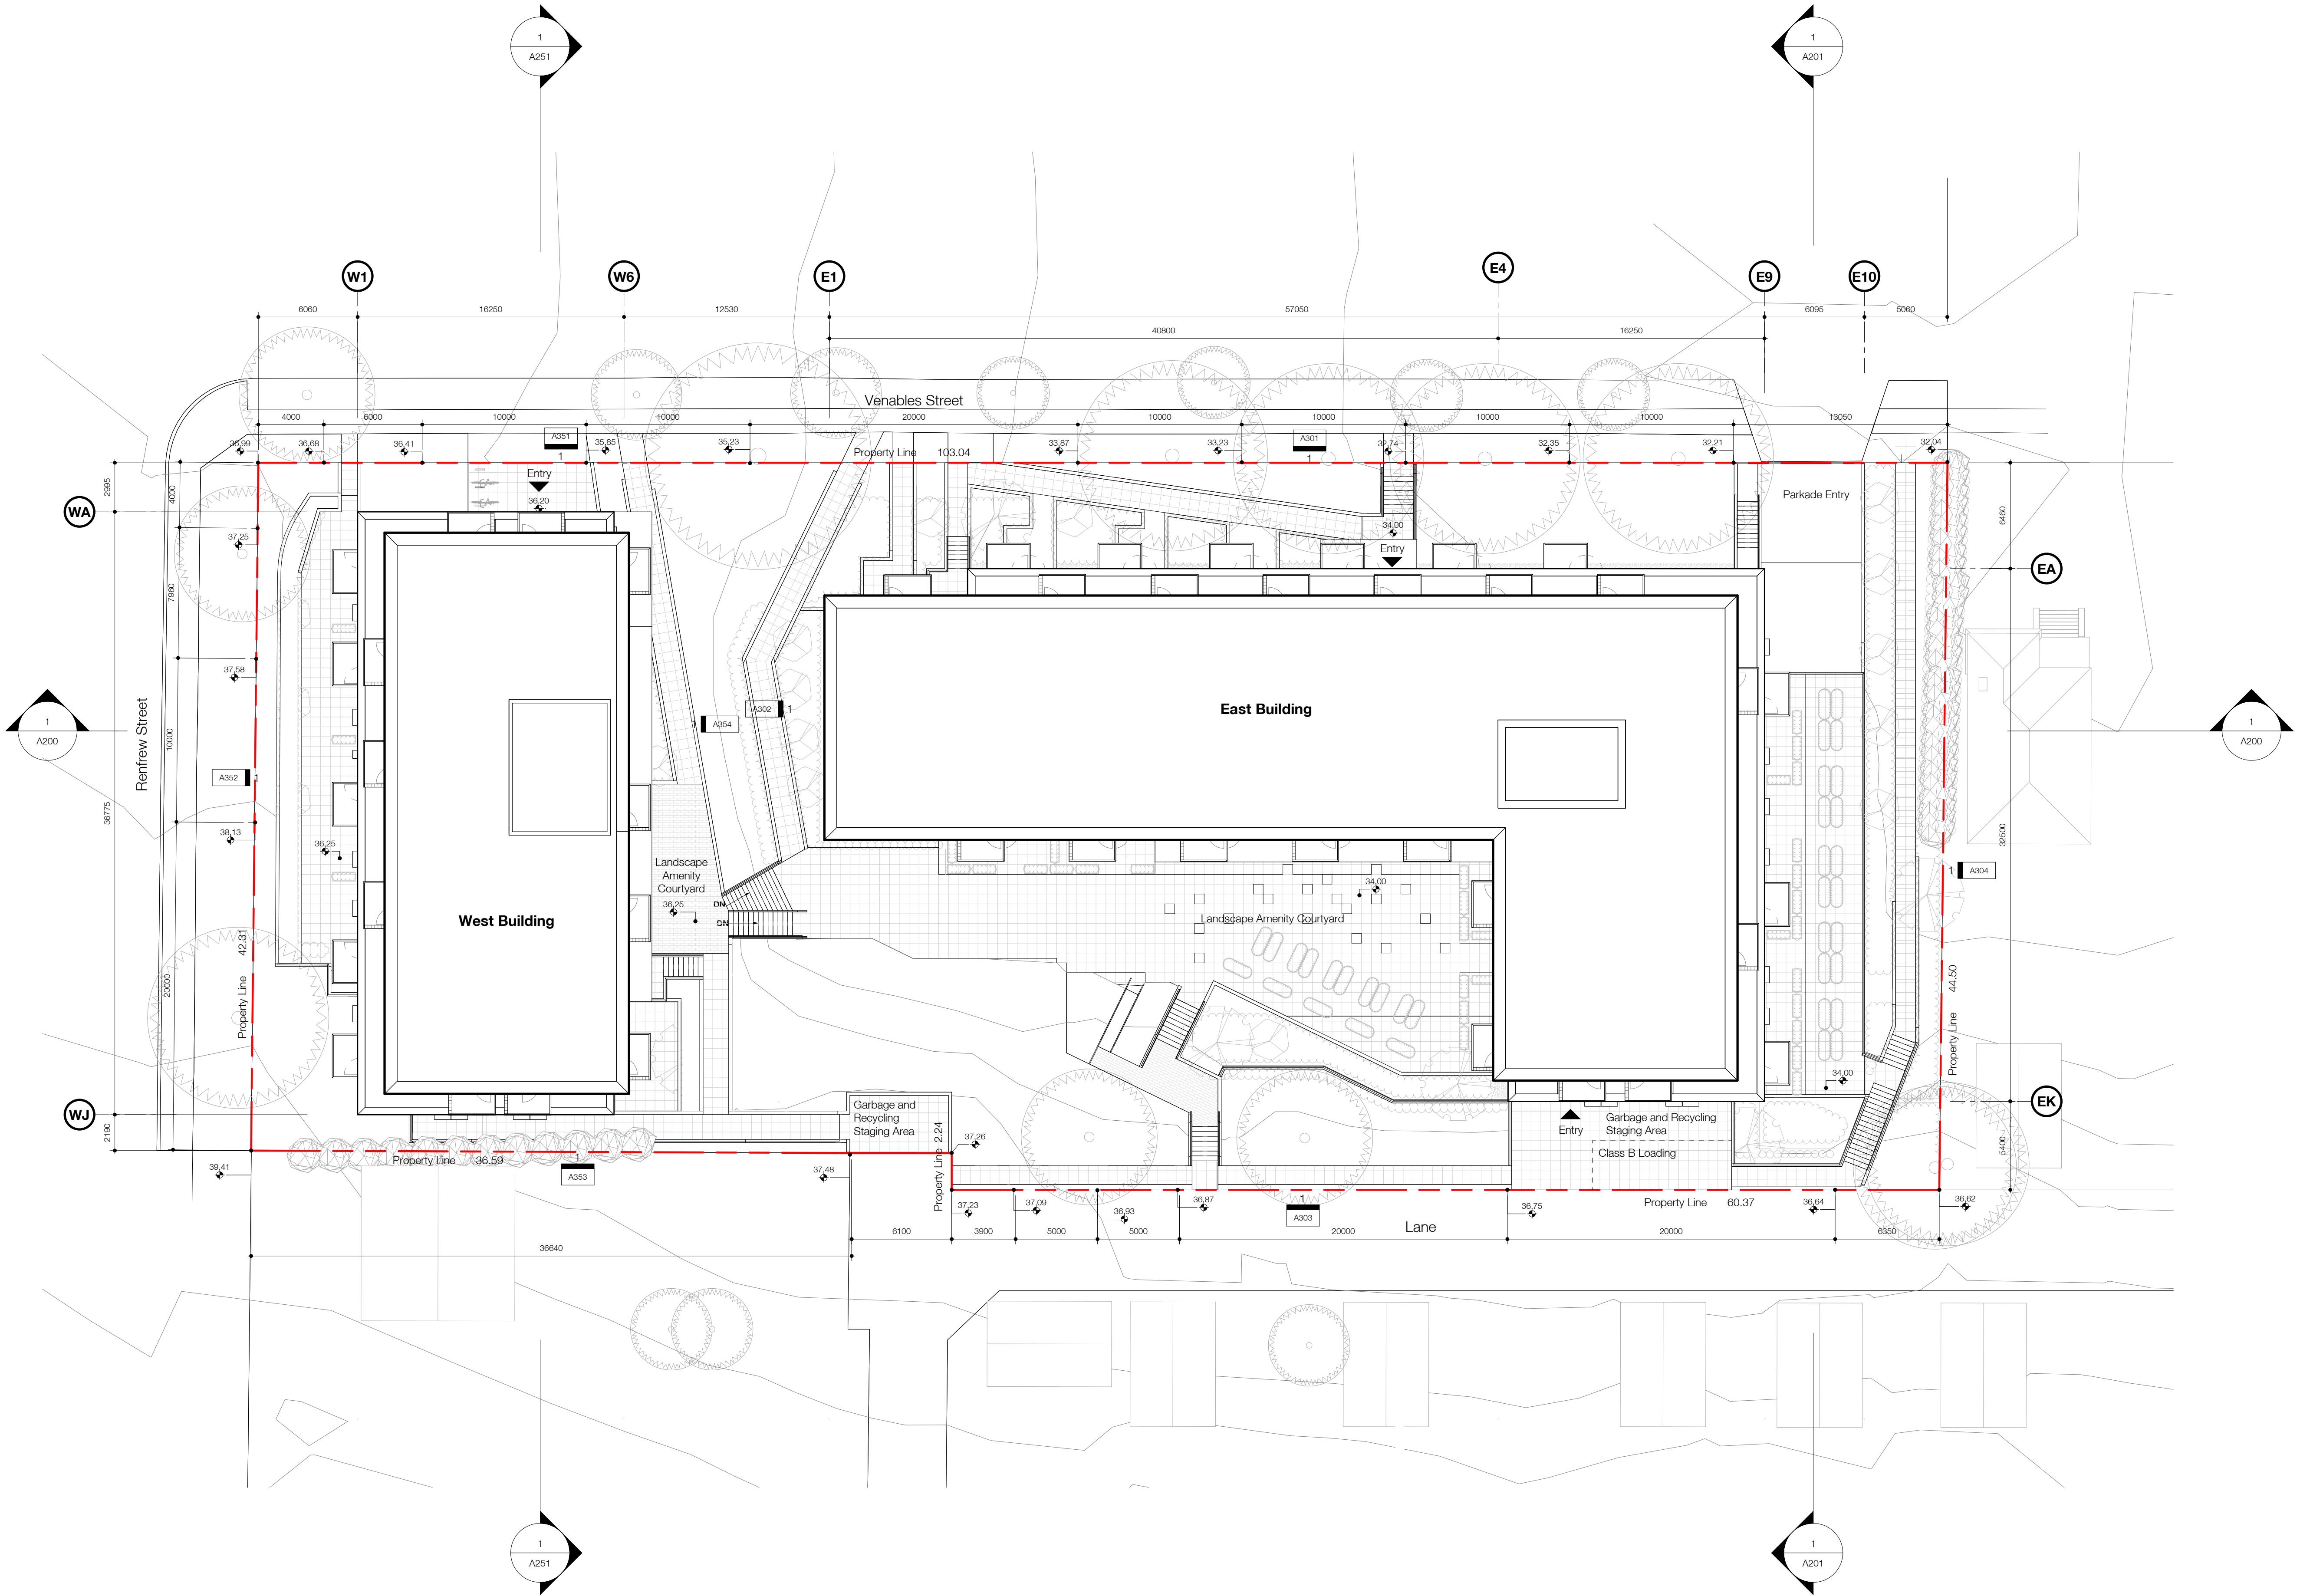 1
A251
1
A201
W1
W6
E1
E4
E9
E10
6060
16250
12530
57050
6095
5060
40800
16250
Venables Street
4000
6000
10000
10000
20000
10000
10000
10000
10000
13050
36,99
36,68
36,41
A351
1
35,85
35,23
Property Line 103.04
33,87
33,23
A301
1
32,74
32,35
32,21
32,04
Entry
36,20
Parkade Entry
WA
2995
4000
37,25
7960
37,58
34,00
Entry
6460
EA
Renfrew Street
10000
A352
1
36775
38,13
36,25
1
A200
1
A354
A302
1
East Building
1
A200
32500
1
A304
Landscape
Amenity
Courtyard
36,25
DN
DN
West Building
34,00
Landscape Amenity Courtyard
Property Line 42.31
20000
Property Line 44.50
34,00
WJ
2190
EK
5400
Garbage and
Recycling
Staging Area
Property Line 2.24
37,26
Entry
Garbage and Recycling
Staging Area
Class B Loading
39,41
Property Line 36.59
1
A353
37,48
37,23
37,09
36,93
36,87
1
A303
36,75
Property Line 60.37
36,64
36,62
Lane
6100
3900
5000
5000
20000
20000
6350
36640
1
A251
1
A201